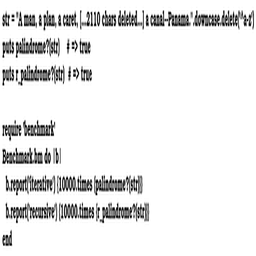 str = "A man, a plan, a caret, [...2110 chars deleted...] a canal--Panama.".downcase.delete('^a-z')
puts palindrome?(str)    # => true
puts r_palindrome?(str)  # => true
require 'benchmark'
Benchmark.bm do |b|
b.report('iterative') {10000.times {palindrome?(str)}}
b.report('recursive') {10000.times {r_palindrome?(str)}}
end